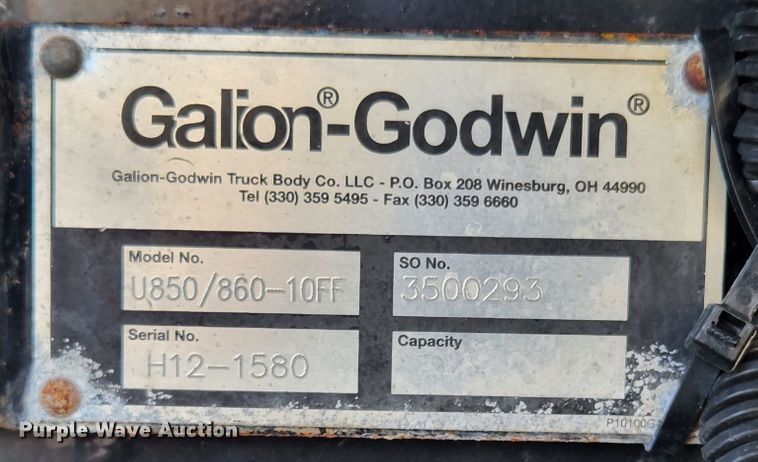 Galion®-Godwin®
Galion-Godwin Truck Body Co. LLC - P.O. Box 208 Winesburg, OH 44990
Tel (330) 359 5495 - Fax (330) 359 6660
Model No.
U850/860-10FF
SO No.
3500293
Serial No.
H12-1580
Capacity
Purple Wave Auction